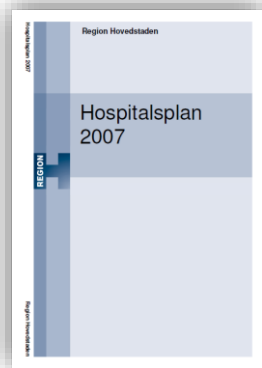 Hospitalsplan 2007
Region Hovedstaden
Hospitalsplan
2007
REGION
Region Hovedstaden